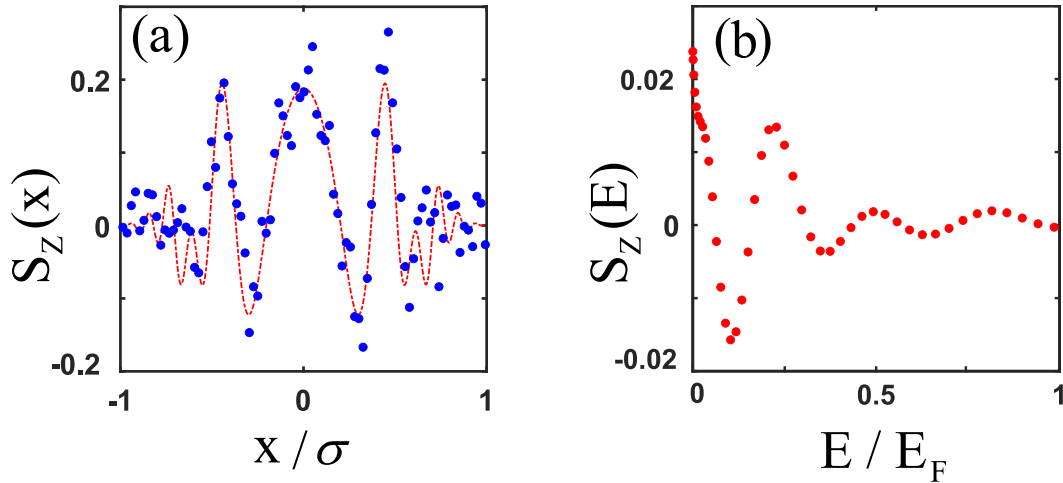 (a)
S_Z(x)
0.2
0
-0.2
-1
0
1
x / σ
(b)
S_Z(E)
0.02
0
-0.02
0
0.5
1
E / E_F